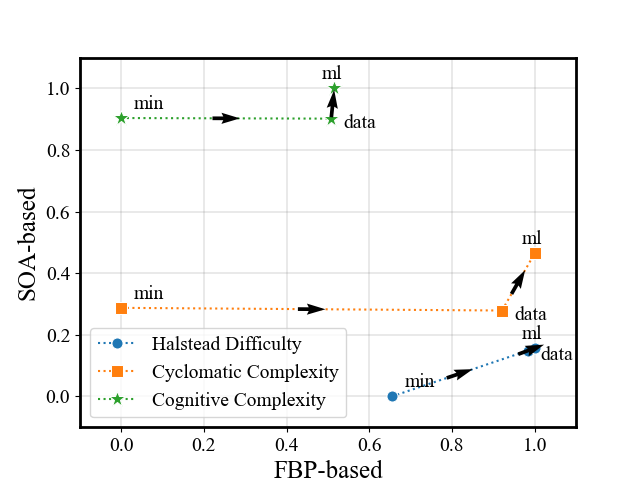 ml
1.0
min
data
0.8
0.6
SOA-based
ml
0.4
min
data
0.2
ml
Halstead Difficulty
data
Cyclomatic Complexity
min
0.0
Cognitive Complexity
0.0 0.2 0.4 0.6 0.8 1.0
FBP-based